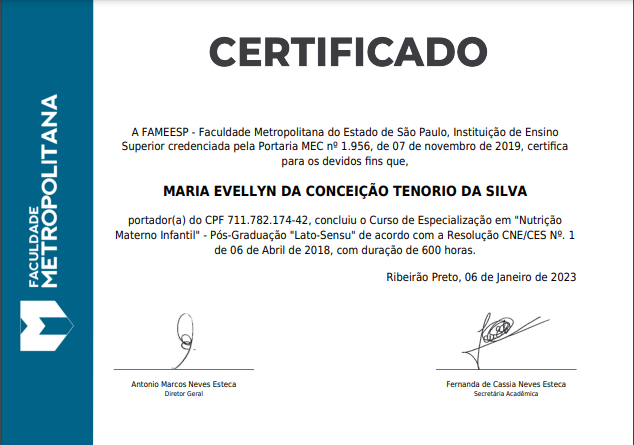 CERTIFICADO
A FAMEESP - Faculdade Metropolitana do Estado de São Paulo, Instituição de Ensino
Superior credenciada pela Portaria MEC nº 1.956, de 07 de novembro de 2019, certifica
para os devidos fins que,
MARIA EVELLYN DA CONCEIÇÃO TENORIO DA SILVA
portador(a) do CPF 711.782.174-42, concluiu o Curso de Especialização em "Nutrição
Materno Infantil" - Pós-Graduação "Lato-Sensu" de acordo com a Resolução CNE/CES Nº. 1
de 06 de Abril de 2018, com duração de 600 horas.
Ribeirão Preto, 06 de Janeiro de 2023
Antonio Marcos Neves Esteca
Diretor Geral
Fernanda de Cassia Neves Esteca
Secretária Acadêmica
FACULDADE
METROPOLITANA